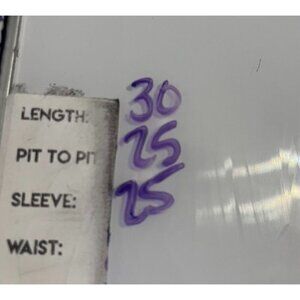 LENGTH: 30
PIT TO PIT 25
SLEEVE: 25
WAIST: